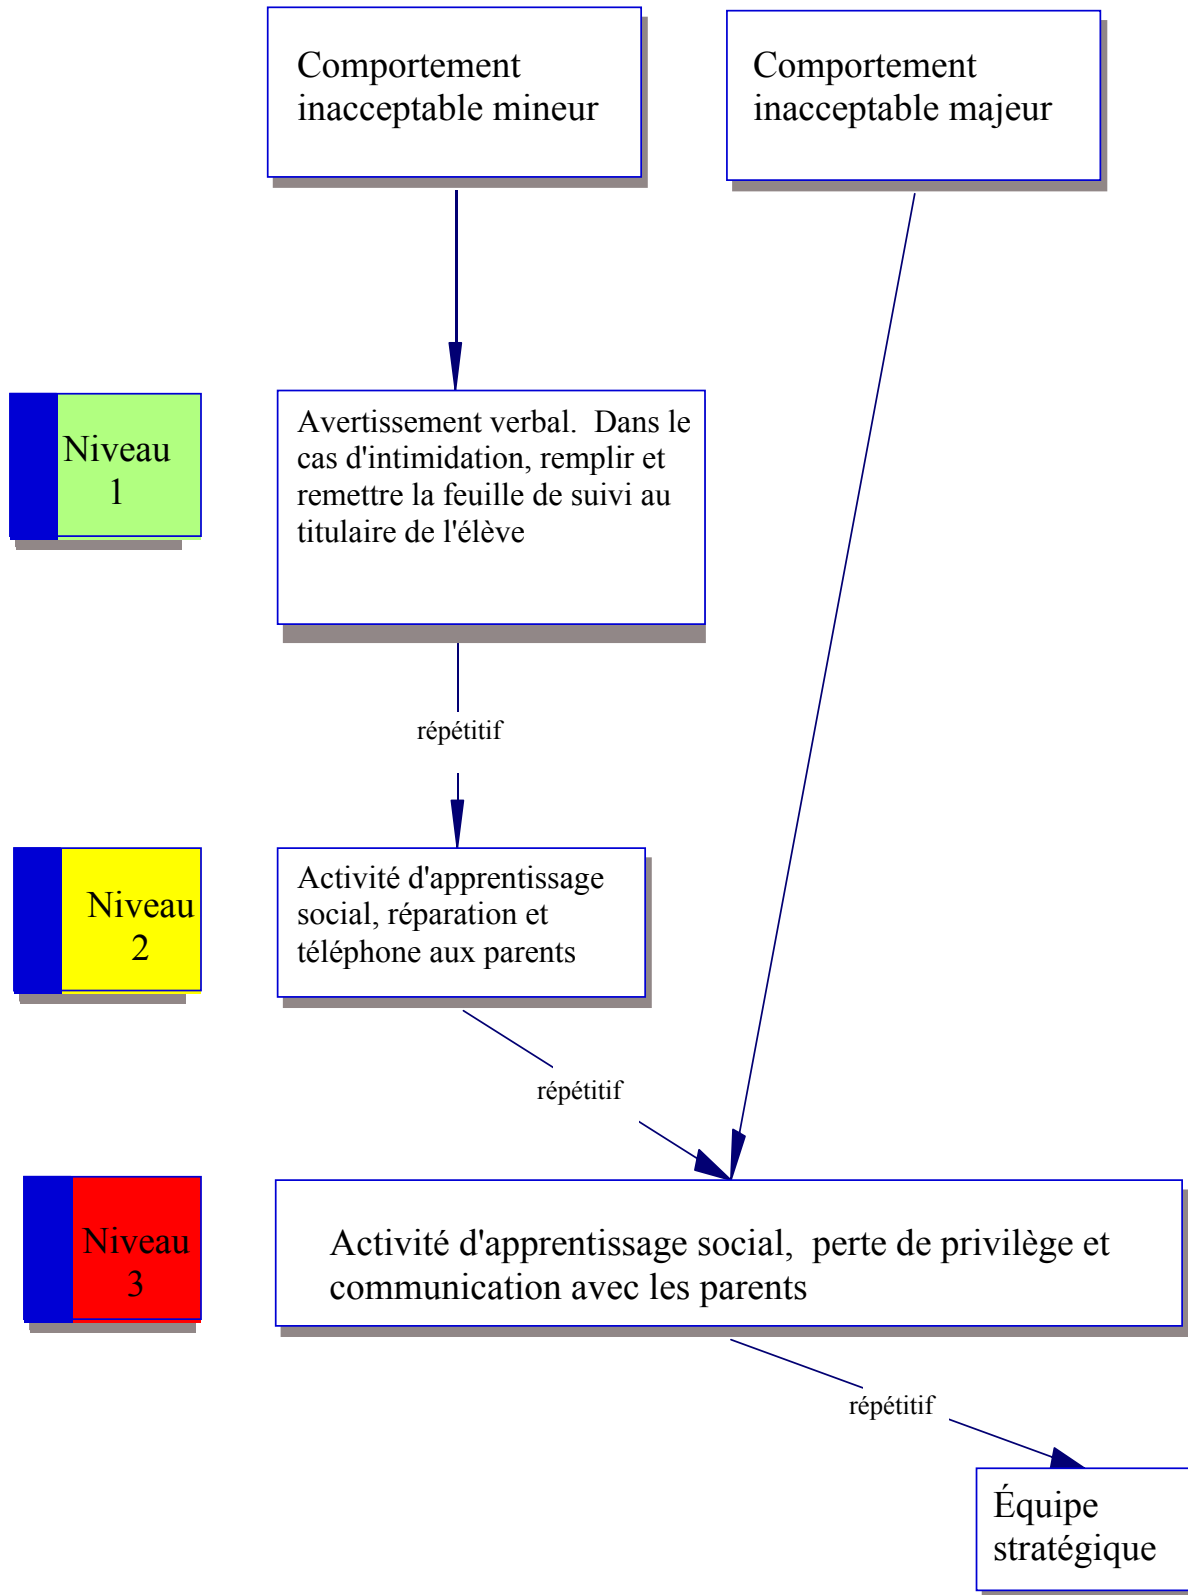 Comportement
inacceptable mineur
Comportement
inacceptable majeur
Niveau
1
Avertissement verbal.  Dans le
cas d'intimidation, remplir et
remettre la feuille de suivi au
titulaire de l'élève
répétitif
Niveau
2
Activité d'apprentissage
social, réparation et
téléphone aux parents
répétitif
Niveau
3
Activité d'apprentissage social,  perte de privilège et
communication avec les parents
répétitif
Équipe
stratégique